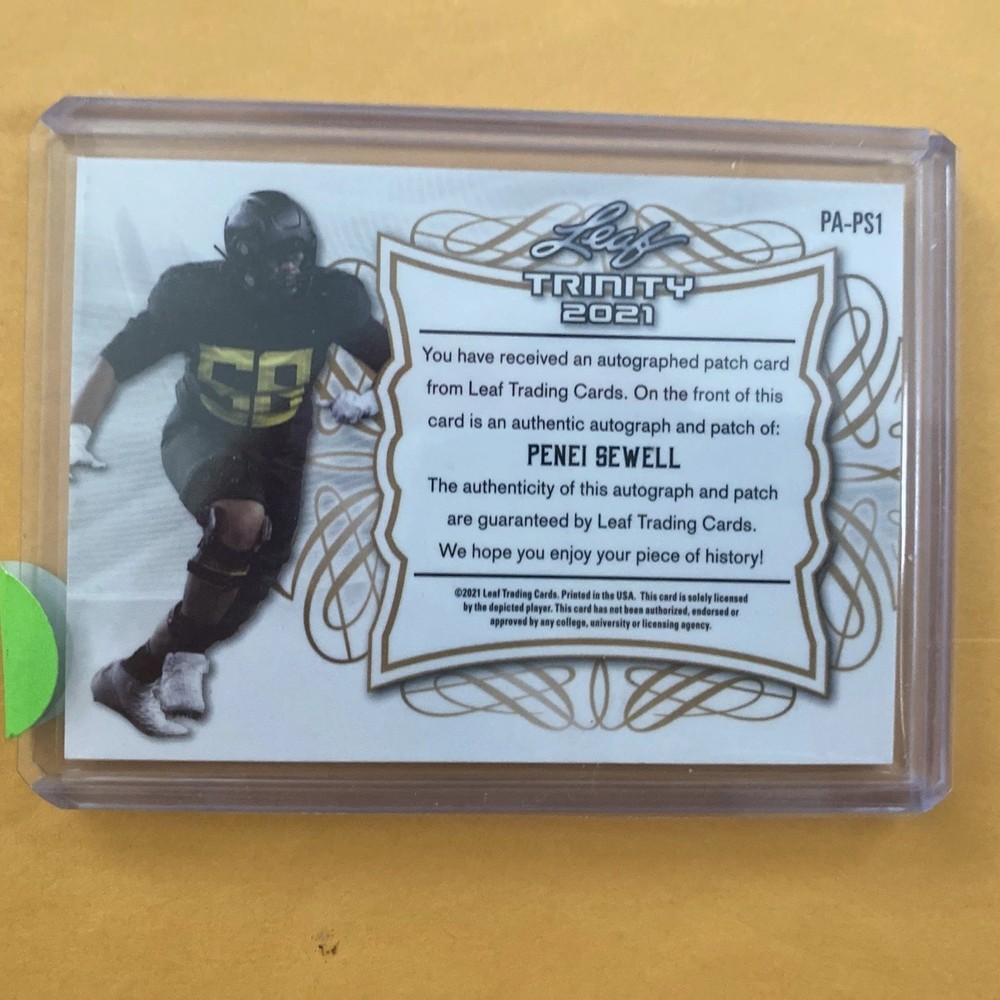 PA-PS1
Leaf
TRINITY
2021
58
You have received an autographed patch card
from Leaf Trading Cards. On the front of this
card is an authentic autograph and patch of:
PENEI SEWELL
The authenticity of this autograph and patch
are guaranteed by Leaf Trading Cards.
We hope you enjoy your piece of history!
©2021 Leaf Trading Cards. Printed in the USA. This card is solely licensed
by the depicted player. This card has not been authorized, endorsed or
approved by any college, university or licensing agency.